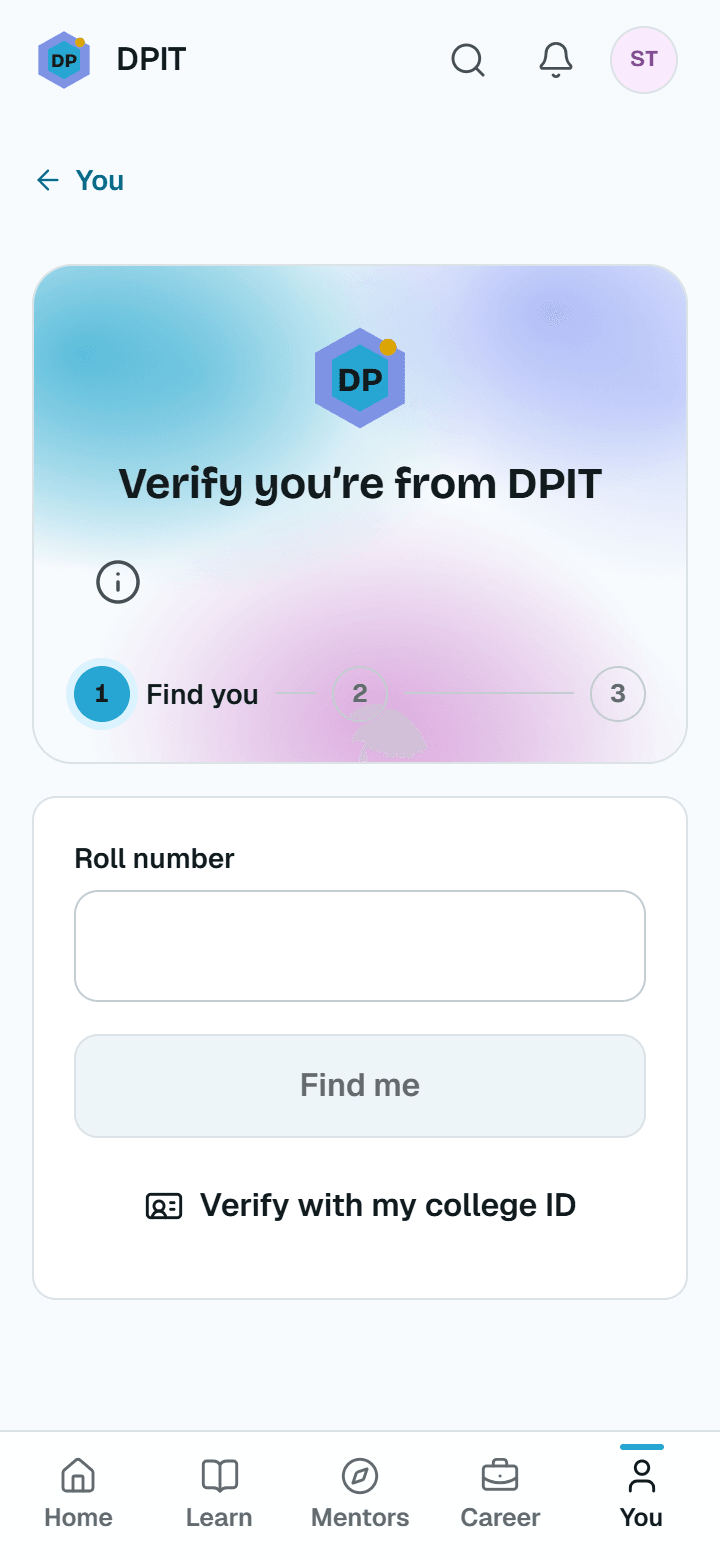 DP
DPIT
ST
You
DP
Verify you're from DPIT
1
Find you
2
3
Roll number
Find me
Verify with my college ID
Home
Learn
Mentors
Career
You